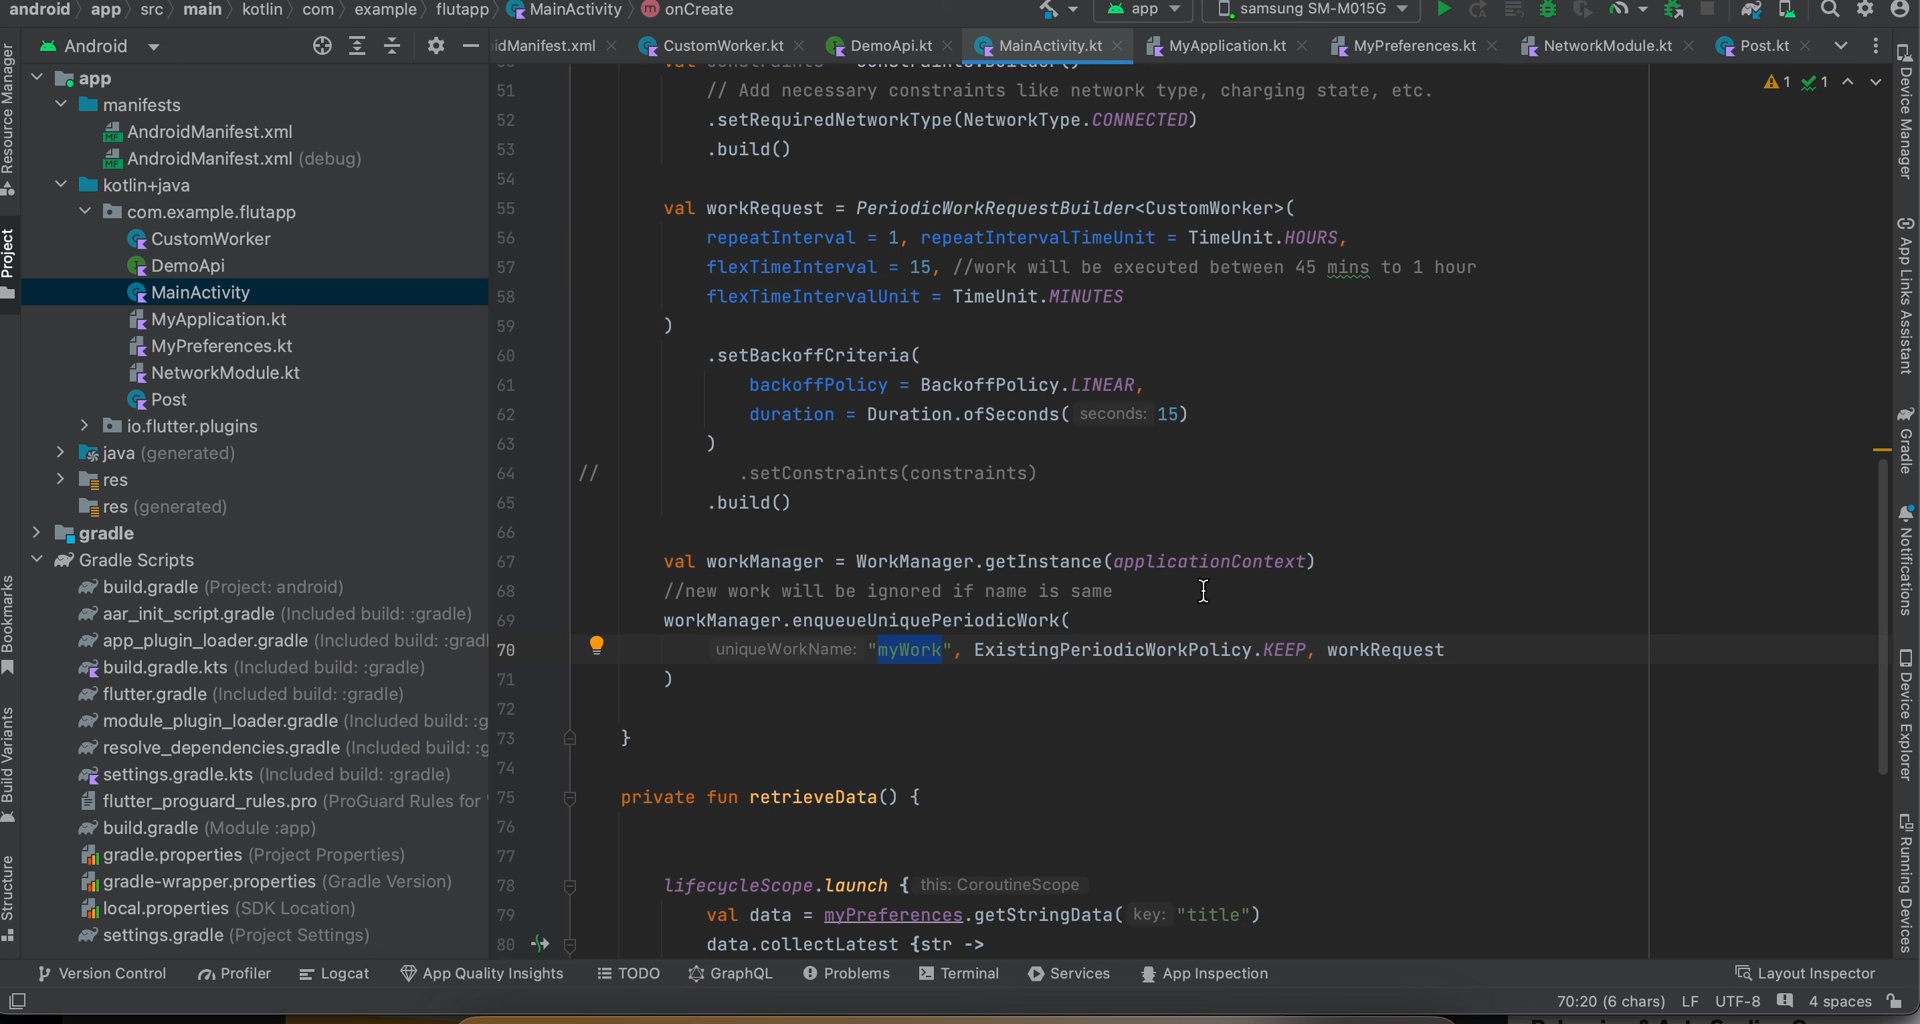 android app src main kotlin com example flutapp MainActivity onCreate
app samsung SM-M015G
Android
idManifest.xml CustomWorker.kt DemoApi.kt MainActivity.kt MyApplication.kt MyPreferences.kt NetworkModule.kt Post.kt
Resource Manager
Project
Bookmarks
Build Variants
Structure
app
manifests
AndroidManifest.xml
AndroidManifest.xml (debug)
kotlin+java
com.example.flutapp
CustomWorker
DemoApi
MainActivity
MyApplication.kt
MyPreferences.kt
NetworkModule.kt
Post
io.flutter.plugins
java (generated)
res
res (generated)
gradle
Gradle Scripts
build.gradle (Project: android)
aar_init_script.gradle (Included build: :gradle)
app_plugin_loader.gradle (Included build: :gradl
build.gradle.kts (Included build: :gradle)
flutter.gradle (Included build: :gradle)
module_plugin_loader.gradle (Included build: :g
resolve_dependencies.gradle (Included build: :g
settings.gradle.kts (Included build: :gradle)
flutter_proguard_rules.pro (ProGuard Rules for '
build.gradle (Module :app)
gradle.properties (Project Properties)
gradle-wrapper.properties (Gradle Version)
local.properties (SDK Location)
settings.gradle (Project Settings)
1 1
51 // Add necessary constraints like network type, charging state, etc.
52 .setRequiredNetworkType(NetworkType.CONNECTED)
53 .build()
54
55 val workRequest = PeriodicWorkRequestBuilder<CustomWorker>(
56 repeatInterval = 1, repeatIntervalTimeUnit = TimeUnit.HOURS,
57 flexTimeInterval = 15, //work will be executed between 45 mins to 1 hour
58 flexTimeIntervalUnit = TimeUnit.MINUTES
59 )
60 .setBackoffCriteria(
61 backoffPolicy = BackoffPolicy.LINEAR,
62 duration = Duration.ofSeconds( seconds: 15)
63 )
64 // .setConstraints(constraints)
65 .build()
66
67 val workManager = WorkManager.getInstance(applicationContext)
68 //new work will be ignored if name is same
69 workManager.enqueueUniquePeriodicWork(
70 uniqueWorkName: "myWork", ExistingPeriodicWorkPolicy.KEEP, workRequest
71 )
72
73 }
74
75 private fun retrieveData() {
76
77
78 lifecycleScope.launch { this: CoroutineScope
79 val data = myPreferences.getStringData( key: "title")
80 data.collectLatest {str ->
Device Manager
App Links Assistant
Gradle
Notifications
Device Explorer
Running Devices
Version Control Profiler Logcat App Quality Insights TODO GraphQL Problems Terminal Services App Inspection Layout Inspector
70:20 (6 chars) LF UTF-8 4 spaces